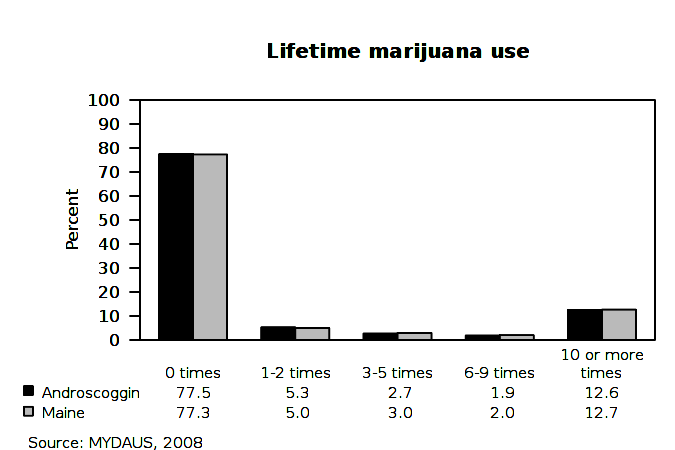 Lifetime marijuana use
Percent
100
90
80
70
60
50
40
30
20
10
0
0 times 1-2 times 3-5 times 6-9 times 10 or more times
Androscoggin 77.5 5.3 2.7 1.9 12.6
Maine 77.3 5.0 3.0 2.0 12.7
Source: MYDAUS, 2008